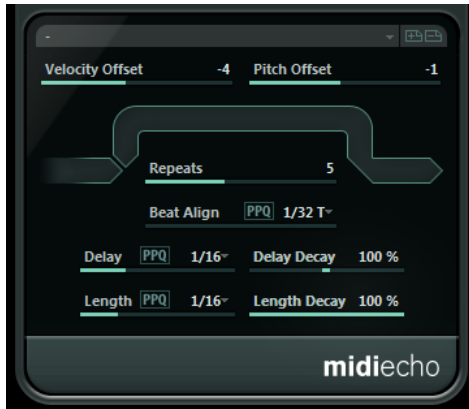 -
Velocity Offset -4 Pitch Offset -1
Repeats 5
Beat Align PPQ 1/32 T
Delay PPQ 1/16 Delay Decay 100 %
Length PPQ 1/16 Length Decay 100 %
midiecho